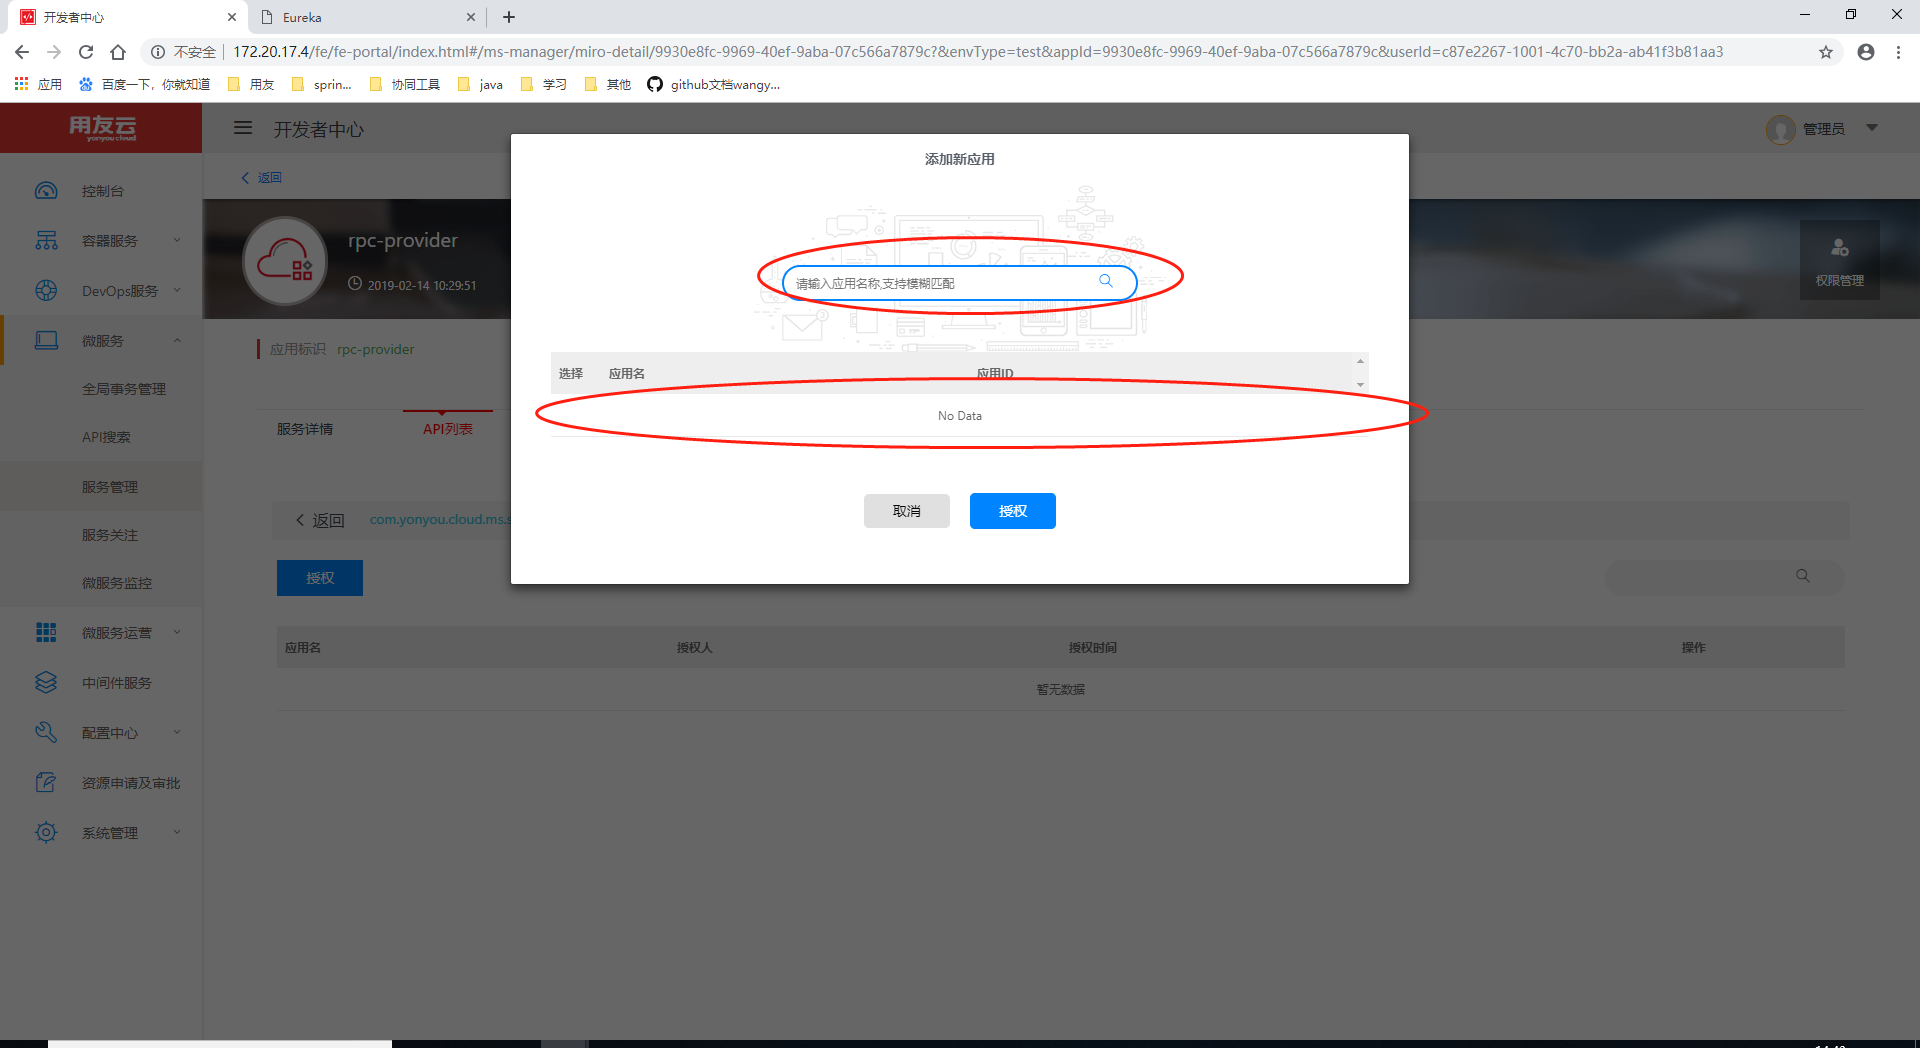 开发者中心
Eureka
不安全
172.20.17.4/fe/fe-portal/index.html#/ms-manager/miro-detail/9930e8fc-9969-40ef-9aba-07c566a7879c?&envType=test&appId=9930e8fc-9969-40ef-9aba-07c566a7879c&userId=c87e2267-1001-4c70-bb2a-ab41f3b81aa3
应用 百度一下，你就知道 用友 sprin... 协同工具 java 学习 其他 github文档wangy...
用友云
yonyou cloud
开发者中心
管理员
控制台
容器服务
DevOps服务
微服务
全局事务管理
API搜索
服务管理
服务关注
微服务监控
微服务运营
中间件服务
配置中心
资源申请及审批
系统管理
返回
rpc-provider
2019-02-14 10:29:51
权限管理
应用标识 rpc-provider
服务详情 API列表
返回 com.yonyou.cloud.ms.s
授权
应用名 授权人 授权时间 操作
暂无数据
添加新应用
请输入应用名称,支持模糊匹配
3
选择 应用名 应用ID
No Data
取消 授权